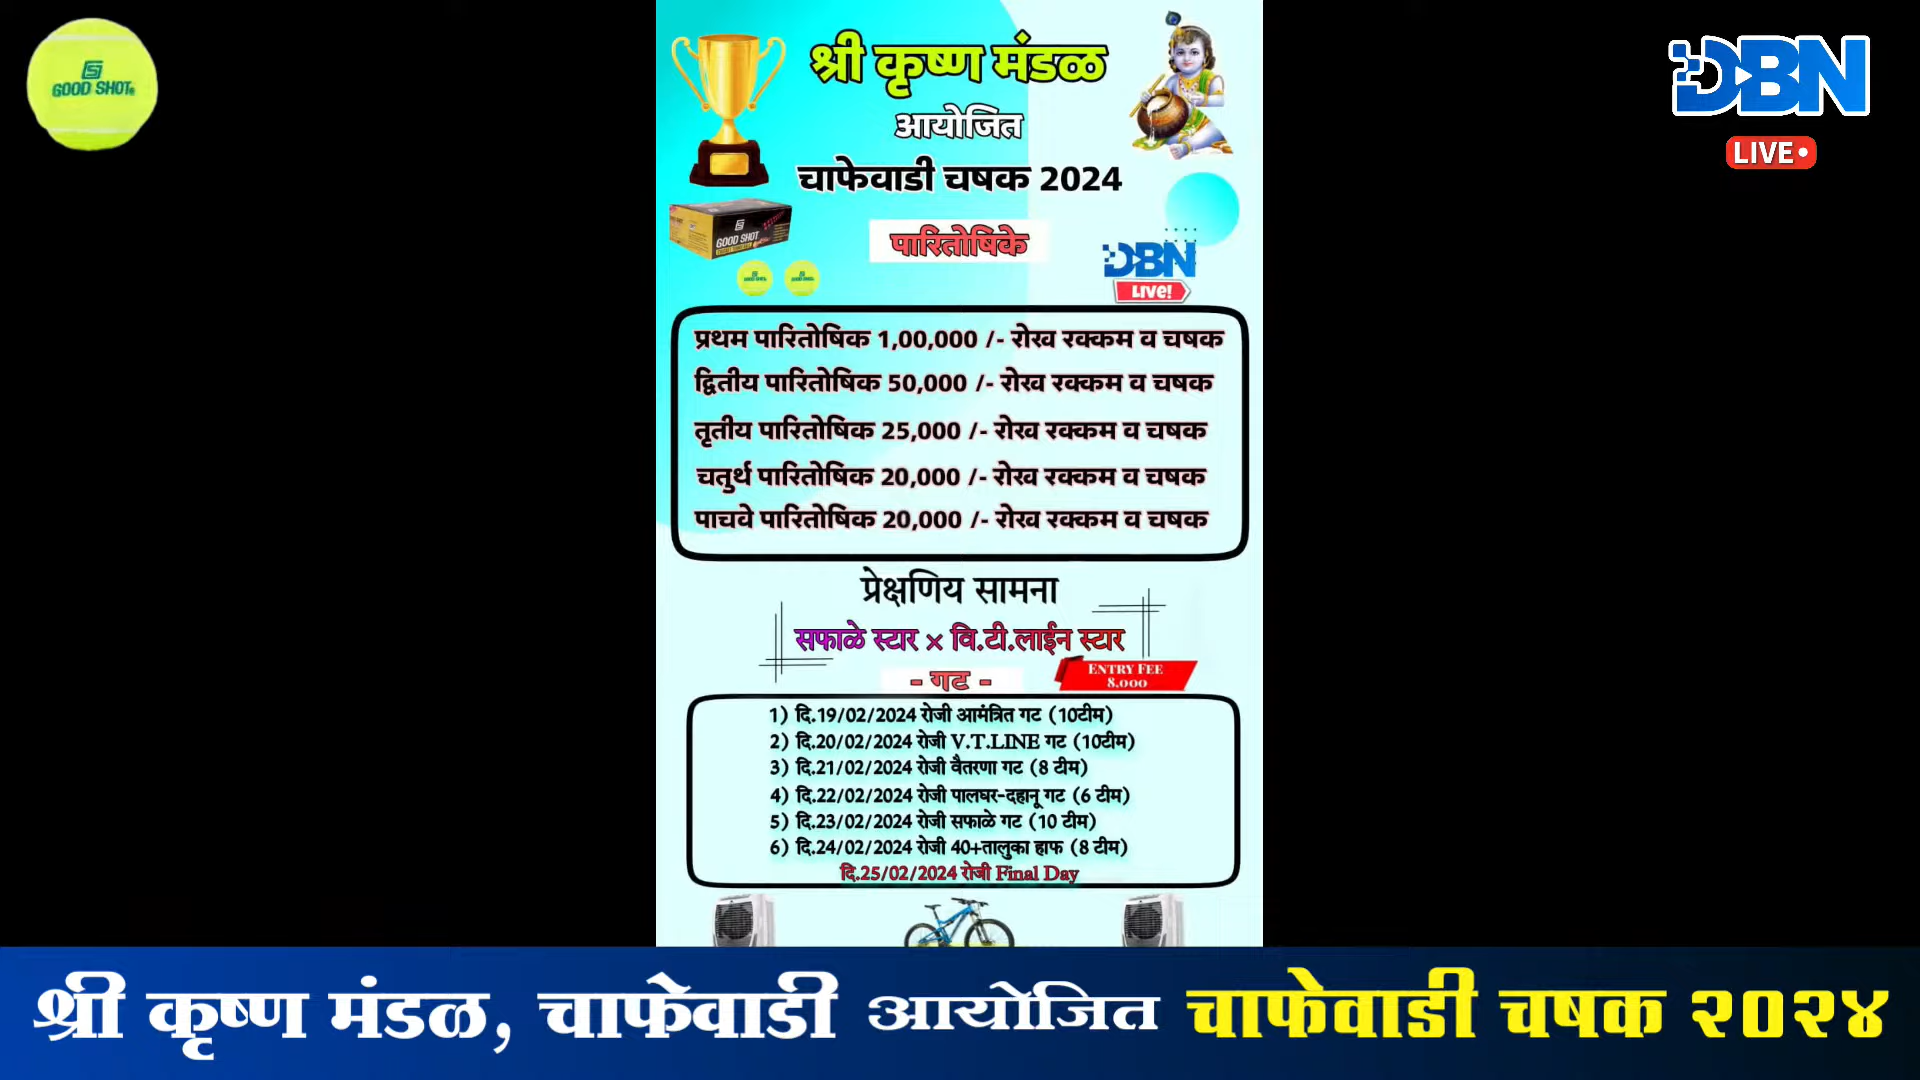 GOOD SHOT
DBN
LIVE
श्री कृष्ण मंडळ
आयोजित
चाफेवाडी चषक 2024
GOOD SHOT
पारितोषिके
DBN
LIVE!
प्रथम पारितोषिक 1,00,000 /- रोख रक्कम व चषक
द्वितीय पारितोषिक 50,000 /- रोख रक्कम व चषक
तृतीय पारितोषिक 25,000 /- रोख रक्कम व चषक
चतुर्थ पारितोषिक 20,000 /- रोख रक्कम व चषक
पाचवे पारितोषिक 20,000 /- रोख रक्कम व चषक
प्रेक्षणिय सामना
सफाळे स्टार × वि.टी.लाईन स्टार
- गट -
ENTRY FEE
8.000
1) दि.19/02/2024 रोजी आमंत्रित गट (10टीम)
2) दि.20/02/2024 रोजी V.T.LINE गट (10टीम)
3) दि.21/02/2024 रोजी वैतरणा गट (8 टीम)
4) दि.22/02/2024 रोजी पालघर-दहानू गट (6 टीम)
5) दि.23/02/2024 रोजी सफाळे गट (10 टीम)
6) दि.24/02/2024 रोजी 40+तालुका हाफ (8 टीम)
दि.25/02/2024 रोजी Final Day
श्री कृष्ण मंडळ, चाफेवाडी आयोजित चाफेवाडी चषक २०२४